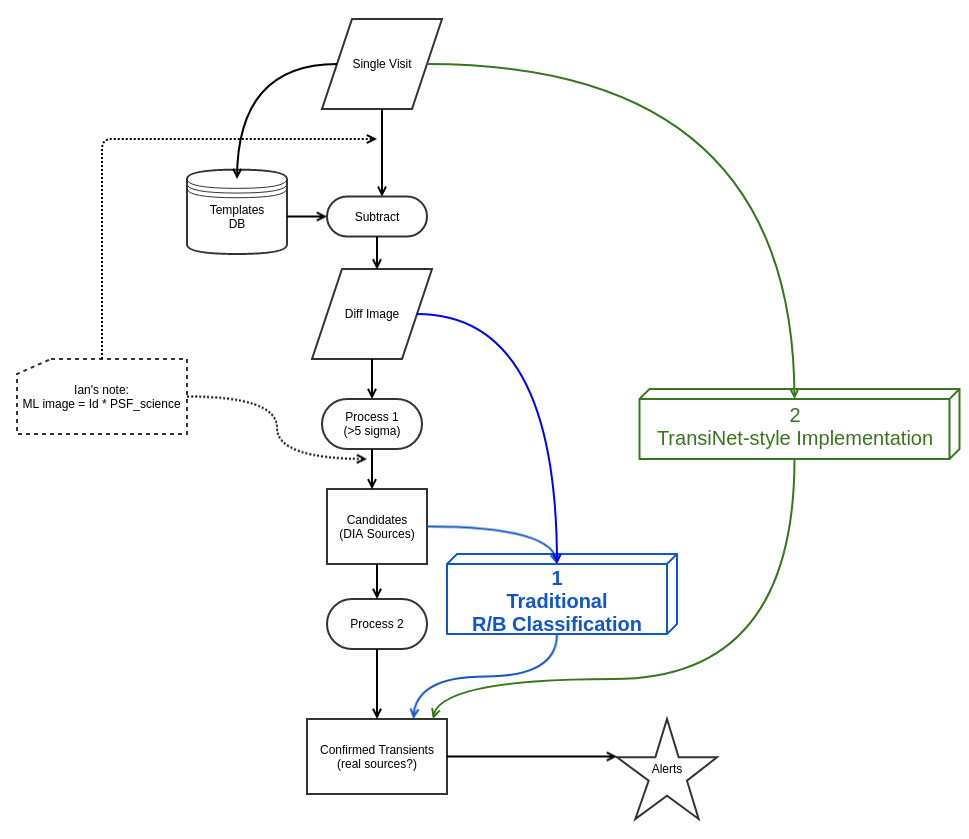 Single Visit
Templates
DB
Subtract
Diff Image
Ian's note:
ML image = Id * PSF_science
Process 1
(>5 sigma)
2
TransiNet-style Implementation
Candidates
(DIA Sources)
1
Traditional
R/B Classification
Process 2
Confirmed Transients
(real sources?)
Alerts